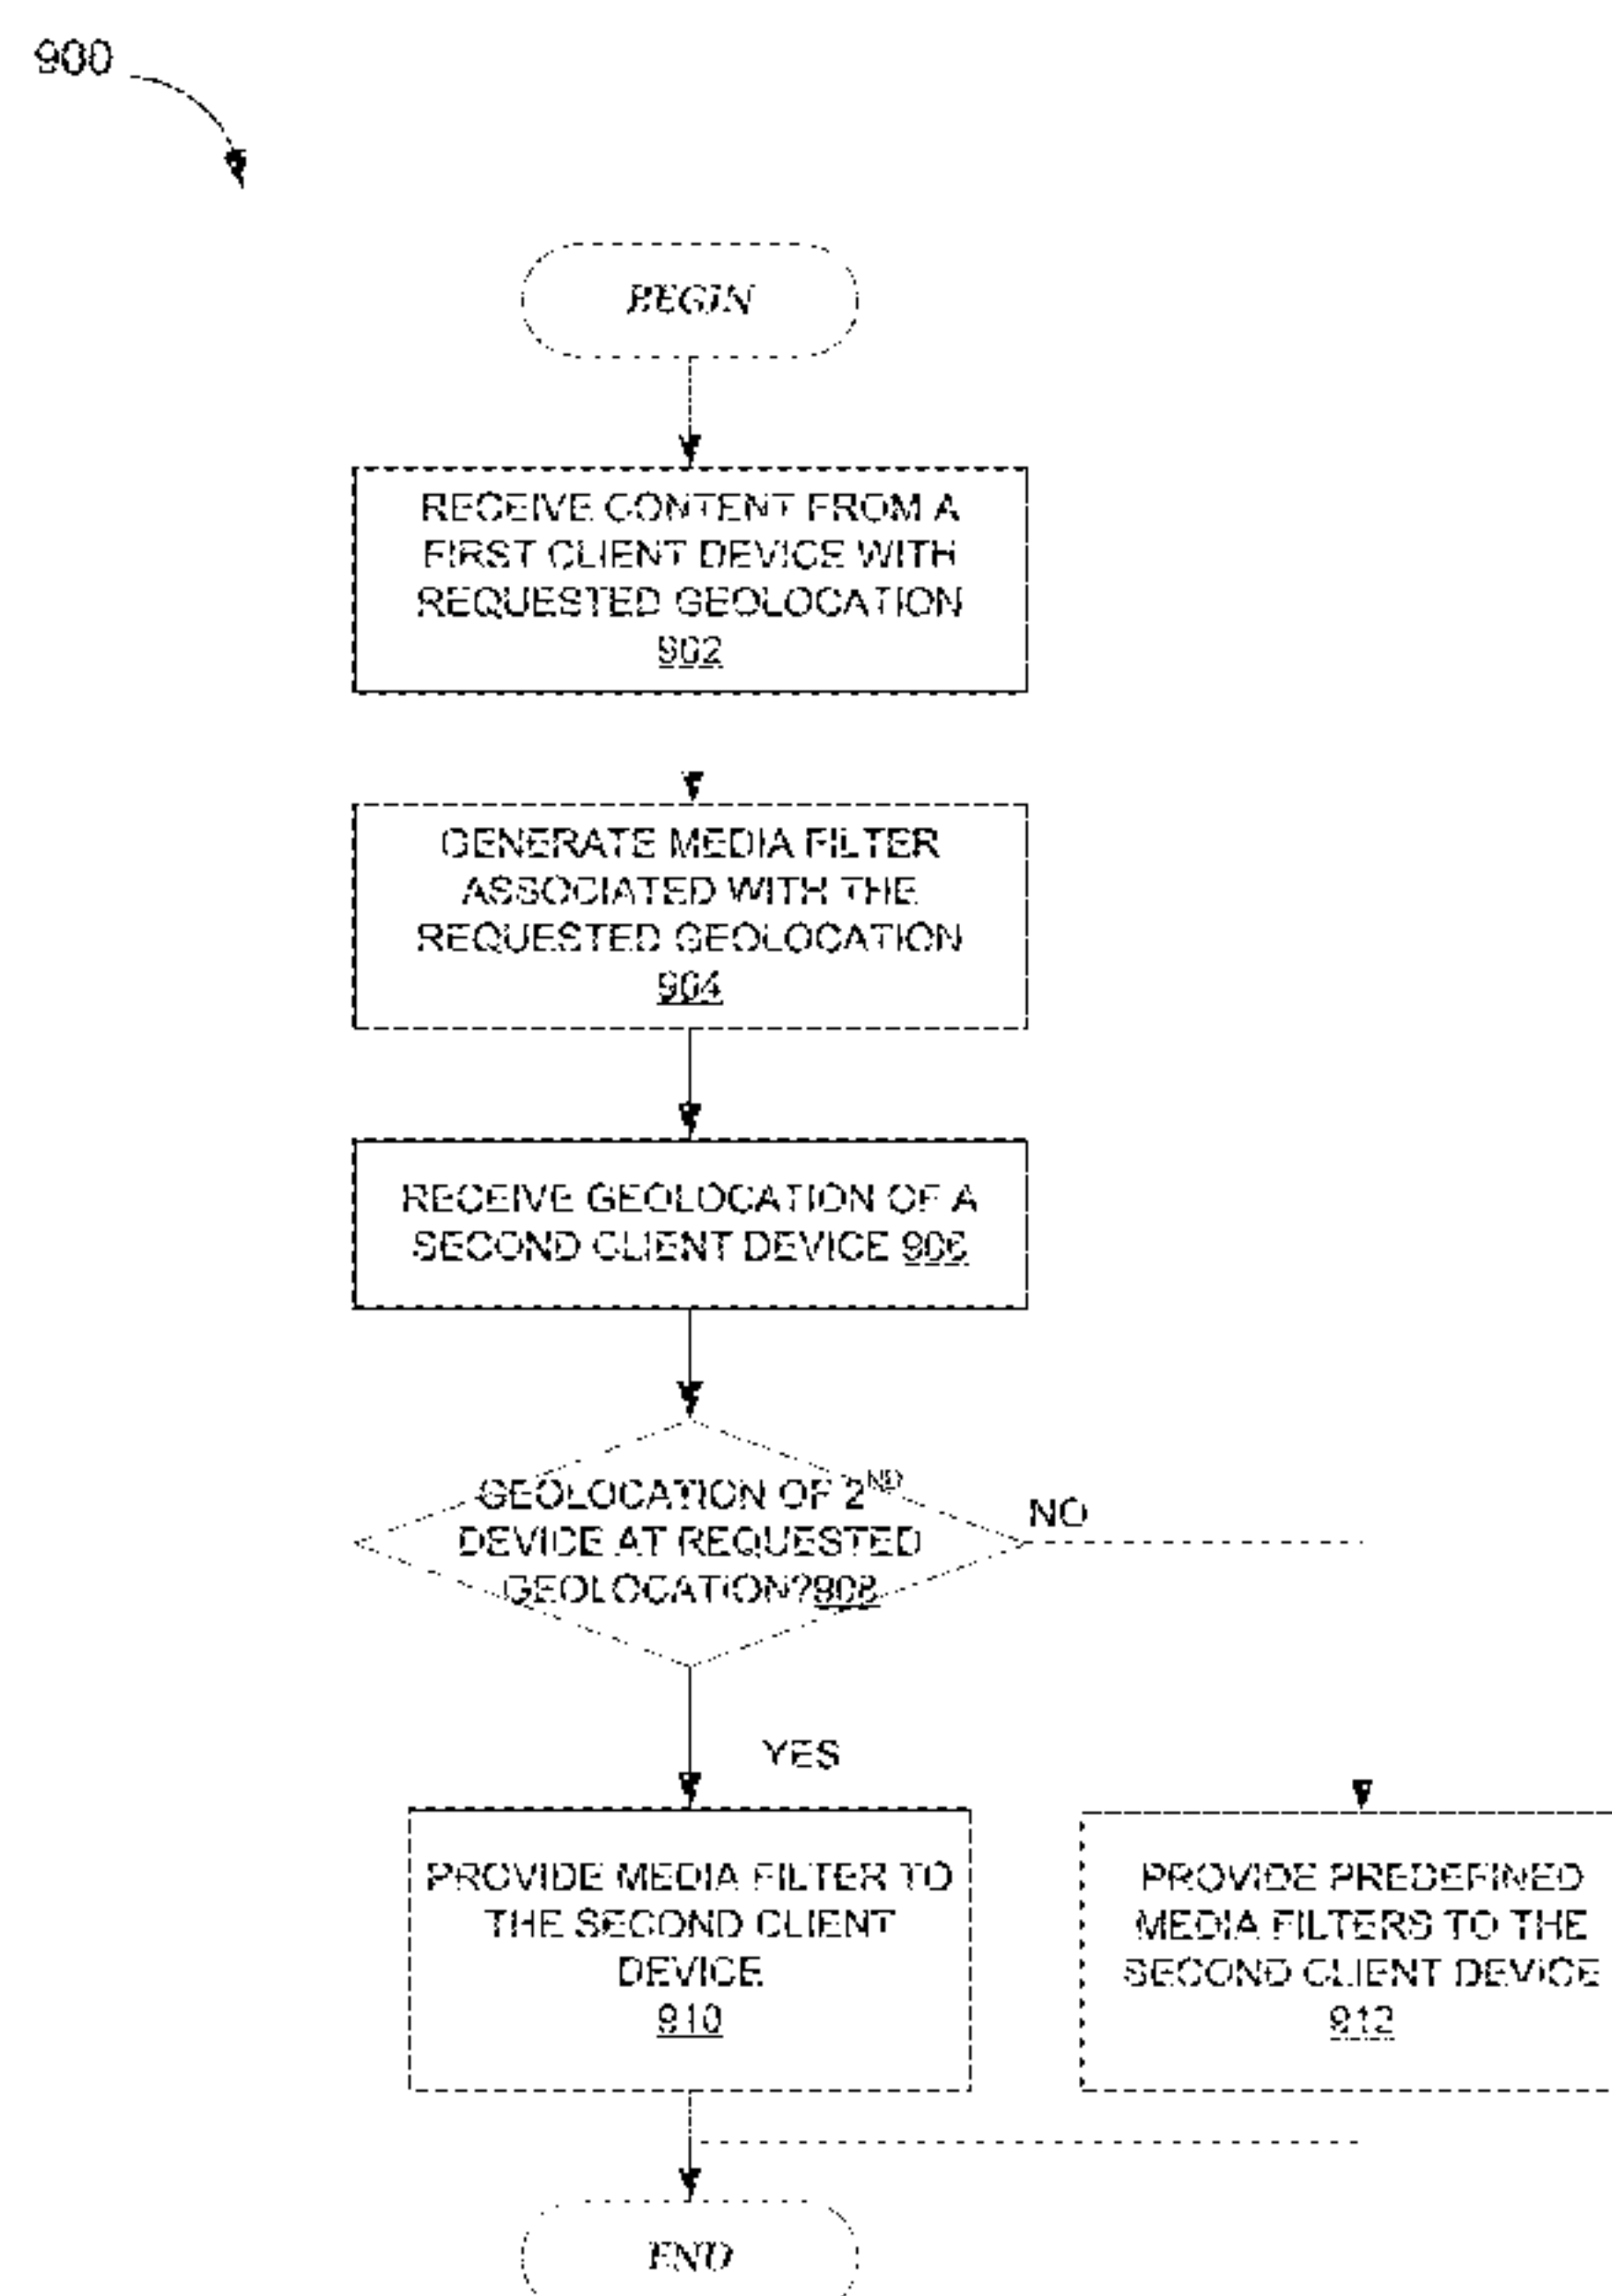 900
BEGIN
RECEIVE CONTENT FROM A
FIRST CLIENT DEVICE WITH
REQUESTED GEOLOCATION
902
GENERATE MEDIA FILTER
ASSOCIATED WITH THE
REQUESTED GEOLOCATION
904
RECEIVE GEOLOCATION OF A
SECOND CLIENT DEVICE 906
GEOLOCATION OF 2ND
DEVICE AT REQUESTED
GEOLOCATION?908
NO
YES
PROVIDE MEDIA FILTER TO
THE SECOND CLIENT
DEVICE
910
PROVIDE PREDEFINED
MEDIA FILTERS TO THE
SECOND CLIENT DEVICE
912
END